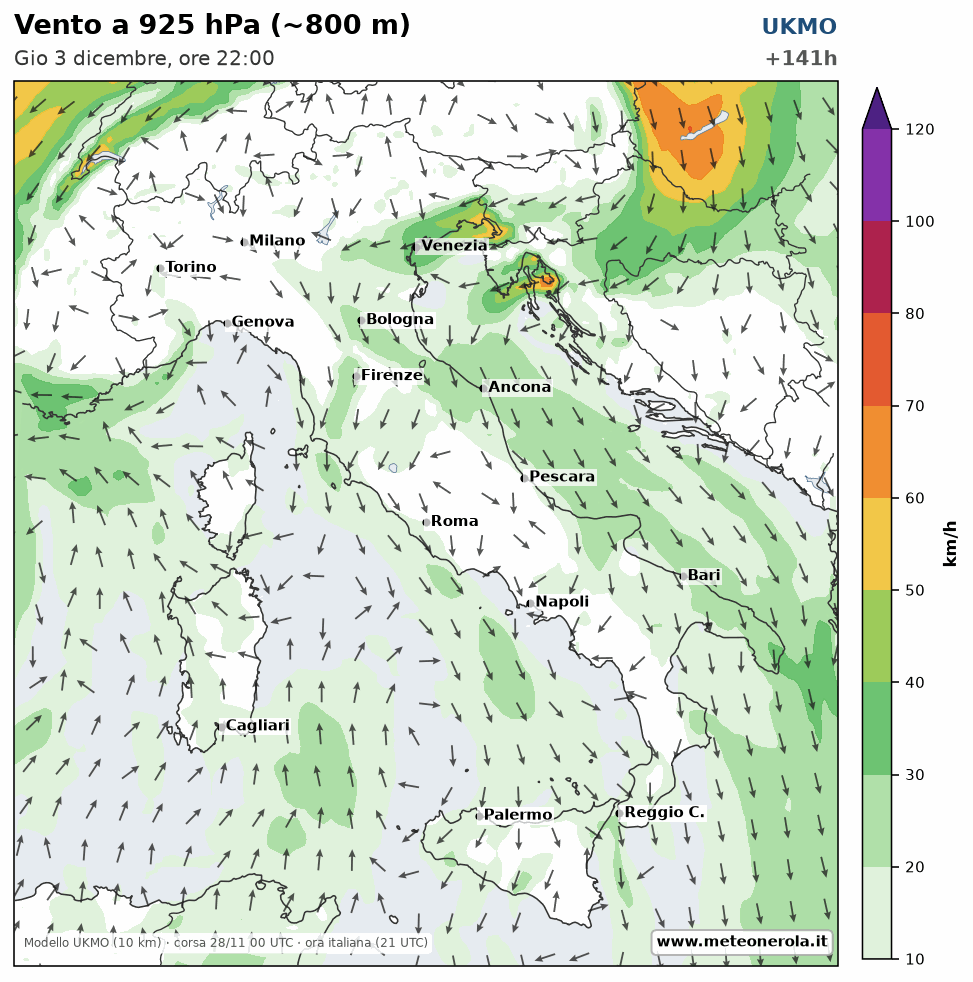 Vento a 925 hPa (~800 m)
UKMO
Gio 3 dicembre, ore 22:00
+141h
120
100
80
70
60
50
40
30
20
10
km/h
Milano
Venezia
Torino
Genova
Bologna
Firenze
Ancona
Pescara
Roma
Bari
Napoli
Cagliari
Palermo
Reggio C.
Modello UKMO (10 km) · corsa 28/11 00 UTC · ora italiana (21 UTC)
www.meteonerola.it